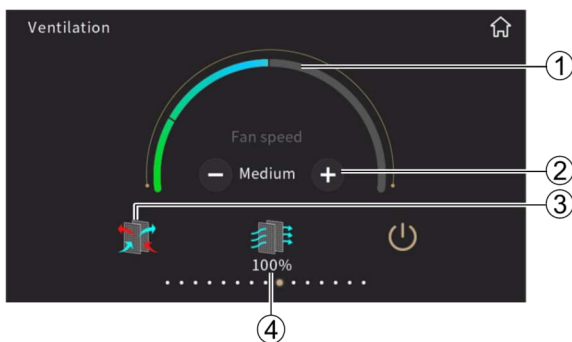 Ventilation
1
Fan speed
− Medium +
2
3
100%
4